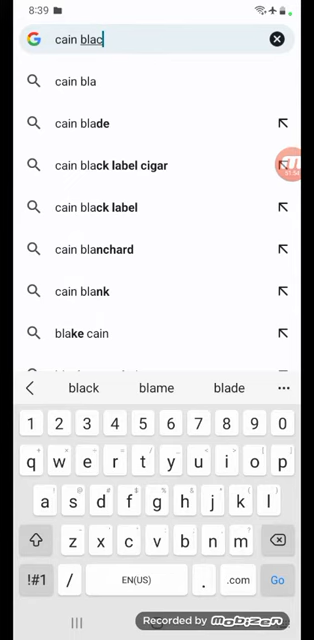 8:39
cain blac
cain bla
cain blade
cain black label cigar
cain black label
cain blanchard
cain blank
blake cain
black blame blade
1 2 3 4 5 6 7 8 9 0
q w e r t y u i o p
a s d f g h j k l
z x c v b n m
!#1 / EN(US) . .com Go
Recorded by MOBIZEN